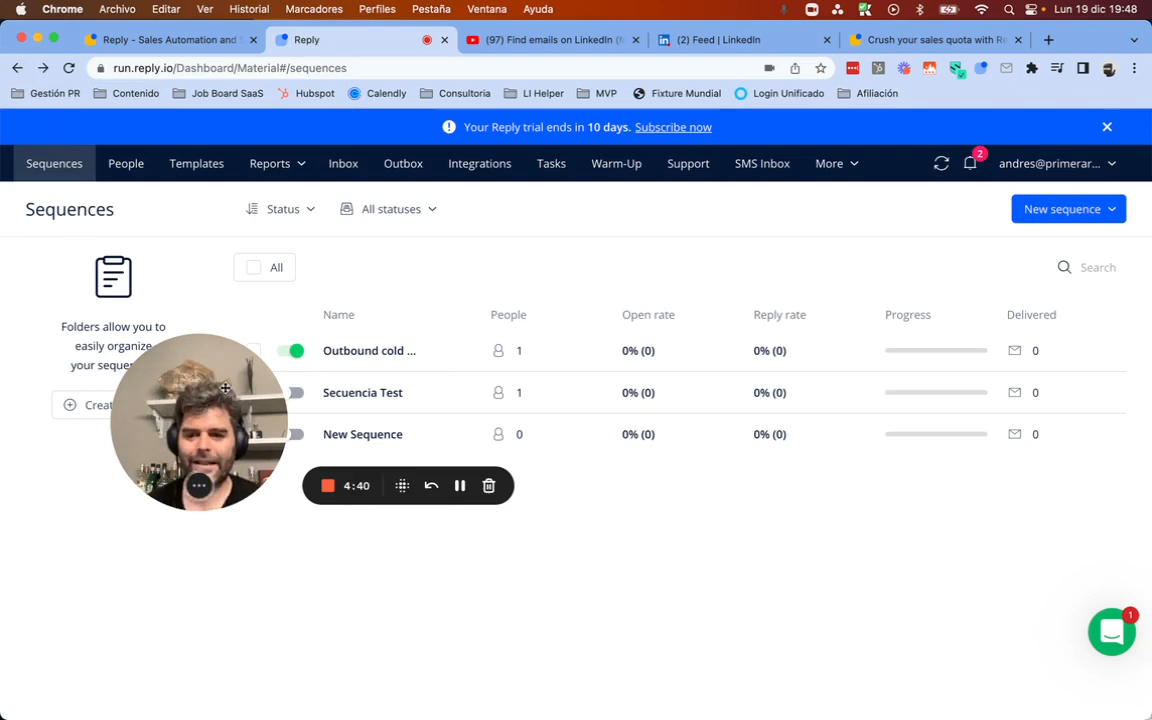 Chrome Archivo Editar Ver Historial Marcadores Perfiles Pestaña Ventana Ayuda Lun 19 dic 19:48
Reply - Sales Automation and Reply (97) Find emails on LinkedIn (2) Feed | LinkedIn Crush your sales quota with Re
run.reply.io/Dashboard/Material#/sequences
Gestión PR Contenido Job Board SaaS Hubspot Calendly Consultoria LI Helper MVP Fixture Mundial Login Unificado Afiliación
Your Reply trial ends in 10 days. Subscribe now
Sequences People Templates Reports Inbox Outbox Integrations Tasks Warm-Up Support SMS Inbox More 2 andres@primerar...
Sequences Status All statuses New sequence
All Search
Folders allow you to
easily organize
your seque
Creat
Name People Open rate Reply rate Progress Delivered
Outbound cold ... 1 0% (0) 0% (0) 0
Secuencia Test 1 0% (0) 0% (0) 0
New Sequence 0 0% (0) 0% (0) 0
4:40
1